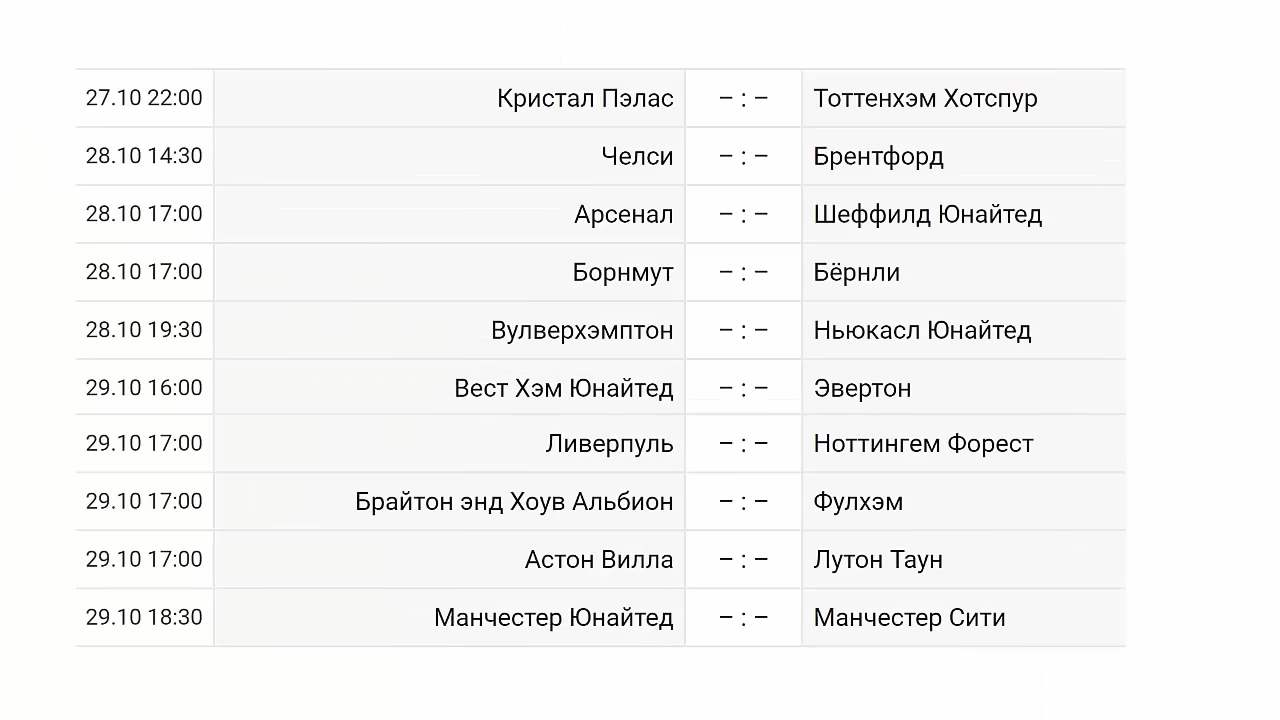 27.10 22:00 Кристал Пэлас – : – Тоттенхэм Хотспур
28.10 14:30 Челси – : – Брентфорд
28.10 17:00 Арсенал – : – Шеффилд Юнайтед
28.10 17:00 Борнмут – : – Бёрнли
28.10 19:30 Вулверхэмптон – : – Ньюкасл Юнайтед
29.10 16:00 Вест Хэм Юнайтед – : – Эвертон
29.10 17:00 Ливерпуль – : – Ноттингем Форест
29.10 17:00 Брайтон энд Хоув Альбион – : – Фулхэм
29.10 17:00 Астон Вилла – : – Лутон Таун
29.10 18:30 Манчестер Юнайтед – : – Манчестер Сити